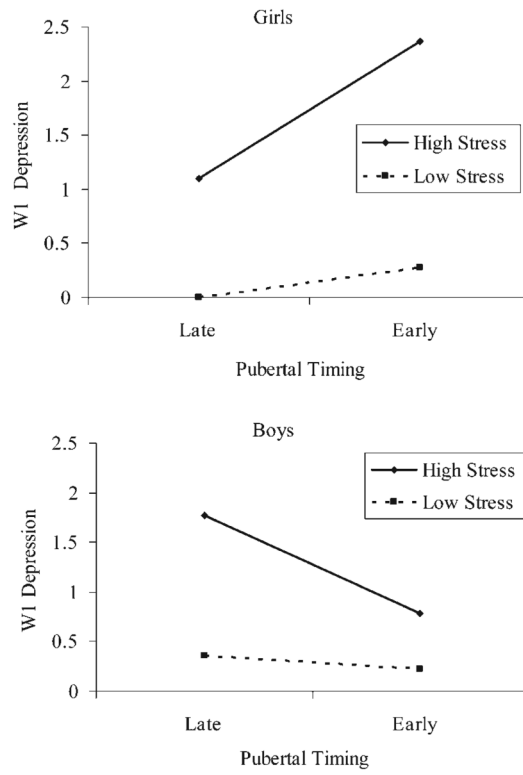 Girls
2.5
2
1.5
1
0.5
0
W1 Depression
High Stress
Low Stress
Late Early
Pubertal Timing
Boys
2.5
2
1.5
1
0.5
0
W1 Depression
High Stress
Low Stress
Late Early
Pubertal Timing